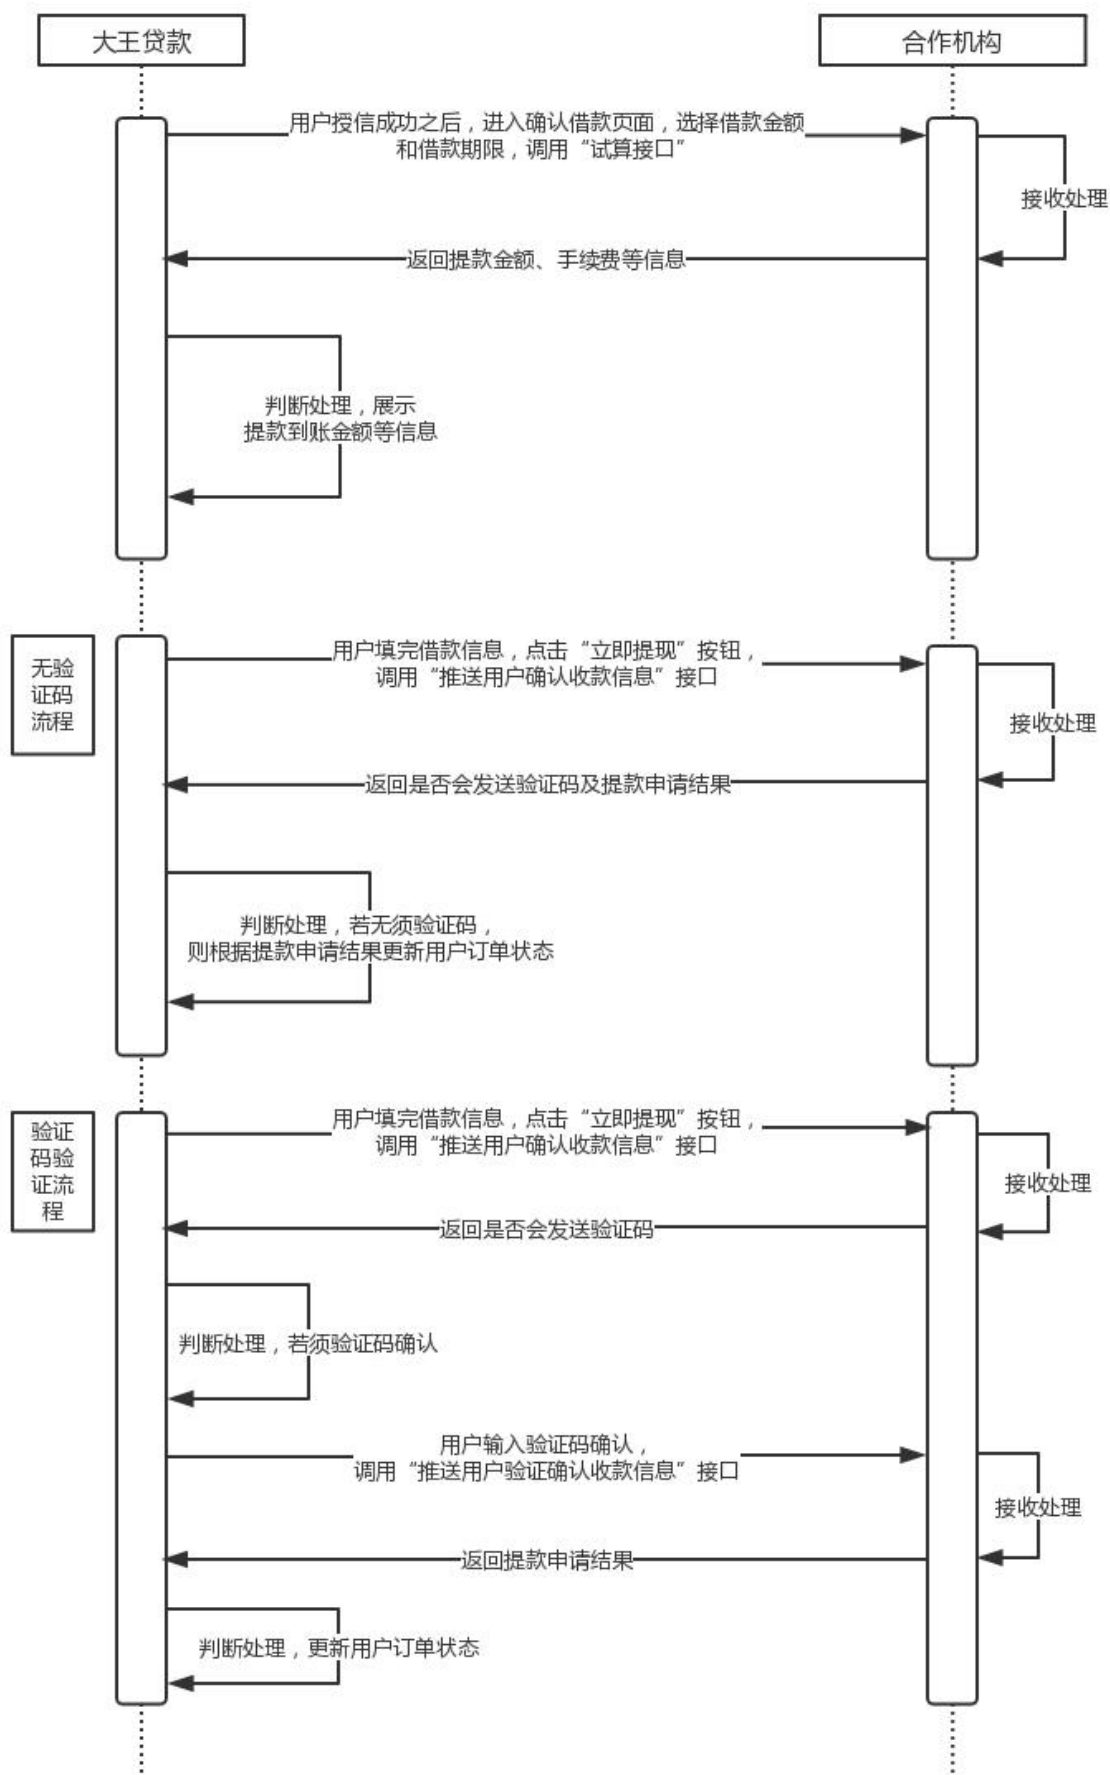 大王贷款
合作机构
用户授信成功之后，进入确认借款页面，选择借款金额
和借款期限，调用“试算接口”
接收处理
返回提款金额、手续费等信息
判断处理，展示
提款到账金额等信息
无验
证码
流程
用户填完借款信息，点击“立即提现”按钮，
调用“推送用户确认收款信息”接口
接收处理
返回是否会发送验证码及提款申请结果
判断处理，若无须验证码，
则根据提款申请结果更新用户订单状态
验证
码验
证流
程
用户填完借款信息，点击“立即提现”按钮，
调用“推送用户确认收款信息”接口
接收处理
返回是否会发送验证码
判断处理，若须验证码确认
用户输入验证码确认，
调用“推送用户验证确认收款信息”接口
接收处理
返回提款申请结果
判断处理，更新用户订单状态